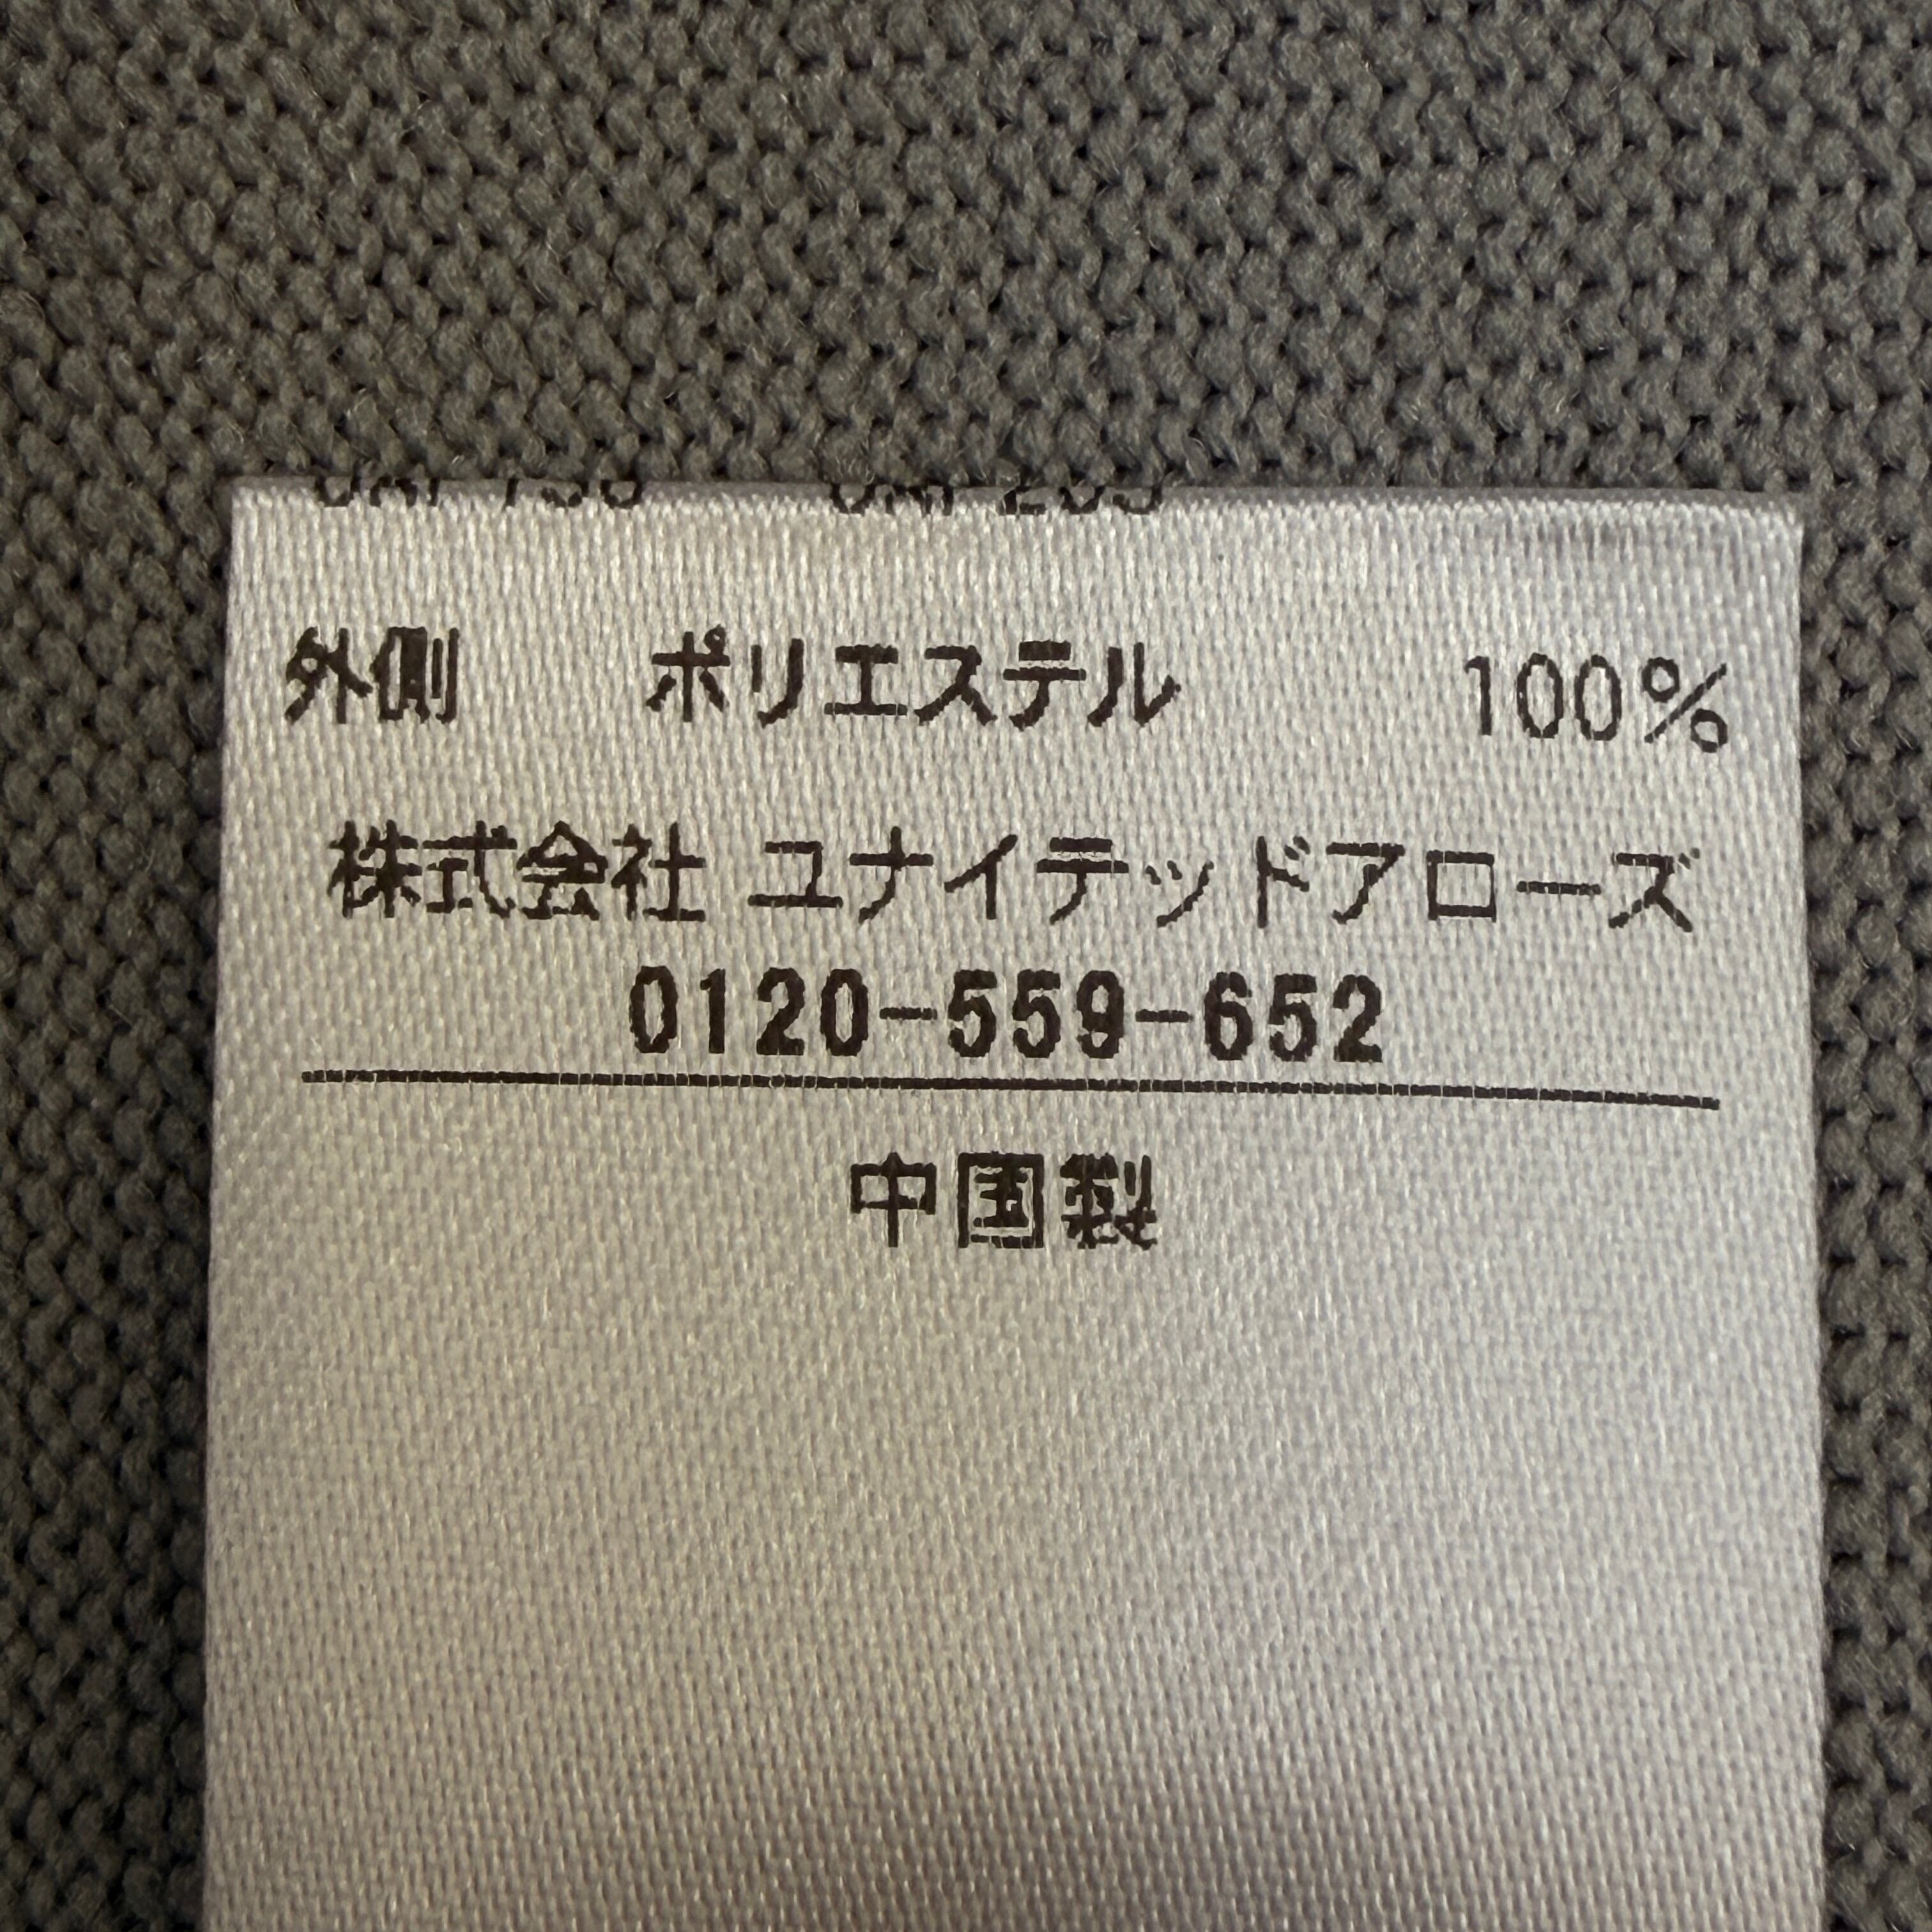 外側 ポリエステル 100%
株式会社 ユナイテッドアローズ
0120-559-652
中国製